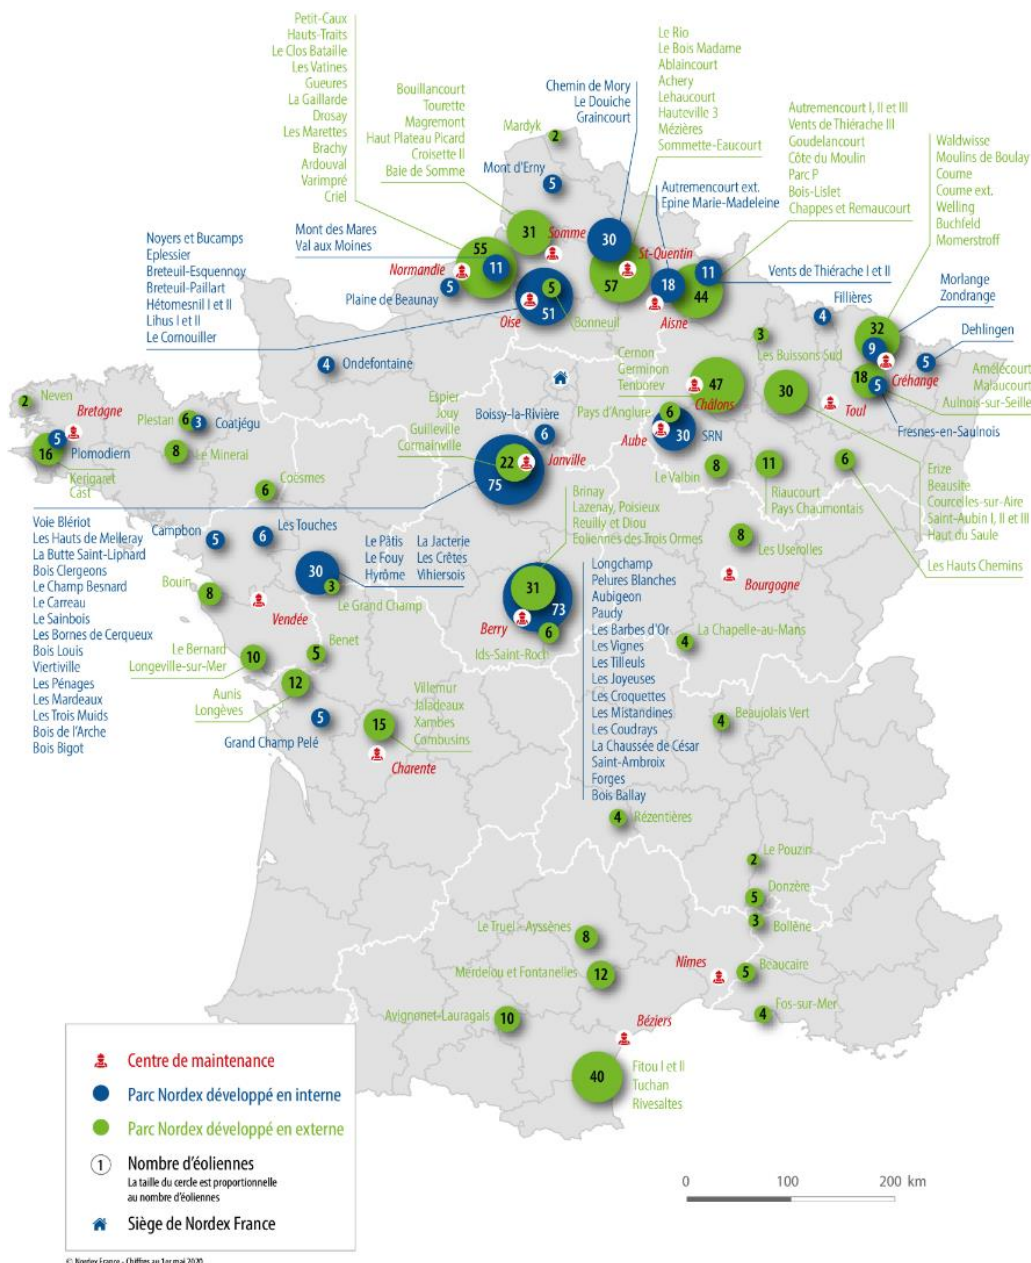 Petit-Caux
Hauts-Traits
Le Clos Bataille
Les Vatines
Gueures
La Gaillarde
Drosay
Les Marettes
Brachy
Ardouval
Varimpré
Criel
Bouillancourt
Tourette
Magremont
Haut Plateau Picard
Croisette II
Baie de Somme
Mardyk
2
Mont d'Erny
5
Chemin de Mory
Le Douiche
Graincourt
Le Rio
Le Bois Madame
Ablaincourt
Achery
Lehaucourt
Hauteville 3
Mézières
Sommette-Eaucourt
Autremencourt ext.
Epine Marie-Madeleine
Autremencourt I, II et III
Vents de Thiérache III
Goudelancourt
Côte du Moulin
Parc P
Bois-Lislet
Chappes et Remaucourt
Waldwisse
Moulins de Boulay
Coume
Coume ext.
Welling
Buchfeld
Momerstroff
Noyers et Bucamps
Eplessier
Breteuil-Esquennoy
Breteuil-Paillart
Hétomesnil I et II
Lihus I et II
Le Cornouiller
Mont des Mares
Val aux Moines
31
Somme
30
St-Quentin
57
55
11
Normandie
5
Plaine de Beaunay
5
51
Oise
Bonneuil
18
11
44
Aisne
Vents de Thiérache I et II
Fillières
4
Morlange
Zondrange
32
9
Dehlingen
5
Créhange
18
5
Amélécourt
Malaucourt
Aulnois-sur-Seille
Fresnes-en-Saulnois
3
Les Buissons Sud
4
Ondefontaine
Cernon
Germinon
Tenborev
47
Châlons
30
Toul
2
Neven
Bretagne
5
16
Plomodiern
Kerigaret
Cast
Plestan
6
3
Coatjégu
8
Le Minerai
6
Coësmes
Espier
Jouy
Guilleville
Cormainville
Boissy-la-Rivière
6
22
Janville
75
Pays d'Anglure
6
Aube
30
SRN
Le Valbin
8
11
Riaucourt
Pays Chaumontais
6
Erize
Beausite
Courcelles-sur-Aire
Saint-Aubin I, II et III
Haut du Saule
Les Hauts Chemins
Voie Blériot
Les Hauts de Melleray
La Butte Saint-Liphard
Bois Clergeons
Le Champ Besnard
Le Carreau
Le Sainbois
Les Bornes de Cerqueux
Bois Louis
Viertiville
Les Pénages
Les Mardeaux
Les Trois Muids
Bois de l'Arche
Bois Bigot
Campbon
5
6
Les Touches
Le Pâtis
Le Fouy
Hyrôme
La Jacterie
Les Crêtes
Vihiersois
30
3
Le Grand Champ
Bouin
8
Vendée
Brinay
Lazenay, Poisieux
Reuilly et Diou
Eoliennes des Trois Ormes
31
73
Berry
6
Ids-Saint-Roch
8
Les Userolles
Bourgogne
Le Bernard
Longeville-sur-Mer
10
Benet
5
Aunis
Longèves
12
5
Grand Champ Pelé
Villemur
Jaladeaux
Xambes
Combusins
15
Charente
Longchamp
Pelures Blanches
Aubigeon
Paudy
Les Barbes d'Or
Les Vignes
Les Tilleuls
Les Joyeuses
Les Croquettes
Les Mistandines
Les Coudrays
La Chaussée de César
Saint-Ambroix
Forges
Bois Ballay
6
La Chapelle-au-Mans
4
Beaujolais Vert
4
Rézentières
Le Pouzin
2
Donzère
5
3
Bollène
Le Truel - Ayssènes
8
Merdelou et Fontanelles
12
Nîmes
5
Beaucaire
4
Fos-sur-Mer
Avignonet-Lauragais
10
Béziers
40
Fitou I et II
Tuchan
Rivesaltes
Centre de maintenance
Parc Nordex développé en interne
Parc Nordex développé en externe
1
Nombre d'éoliennes
La taille du cercle est proportionnelle
au nombre d'éoliennes
Siège de Nordex France
0 100 200 km
© Nordex France - Chiffres au 1er mai 2020